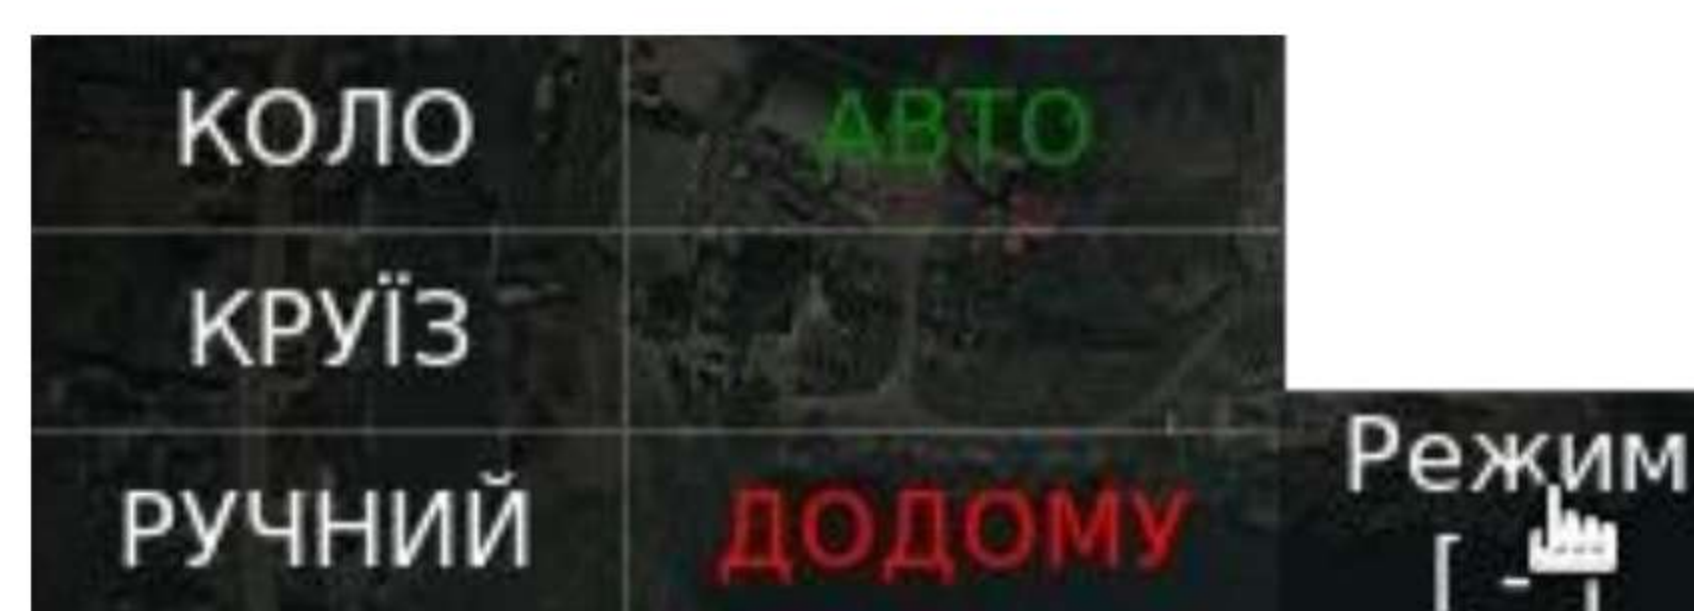 КОЛО АВТО
КРУЇЗ
Режим
РУЧНИЙ ДОДОМУ
[ - ]